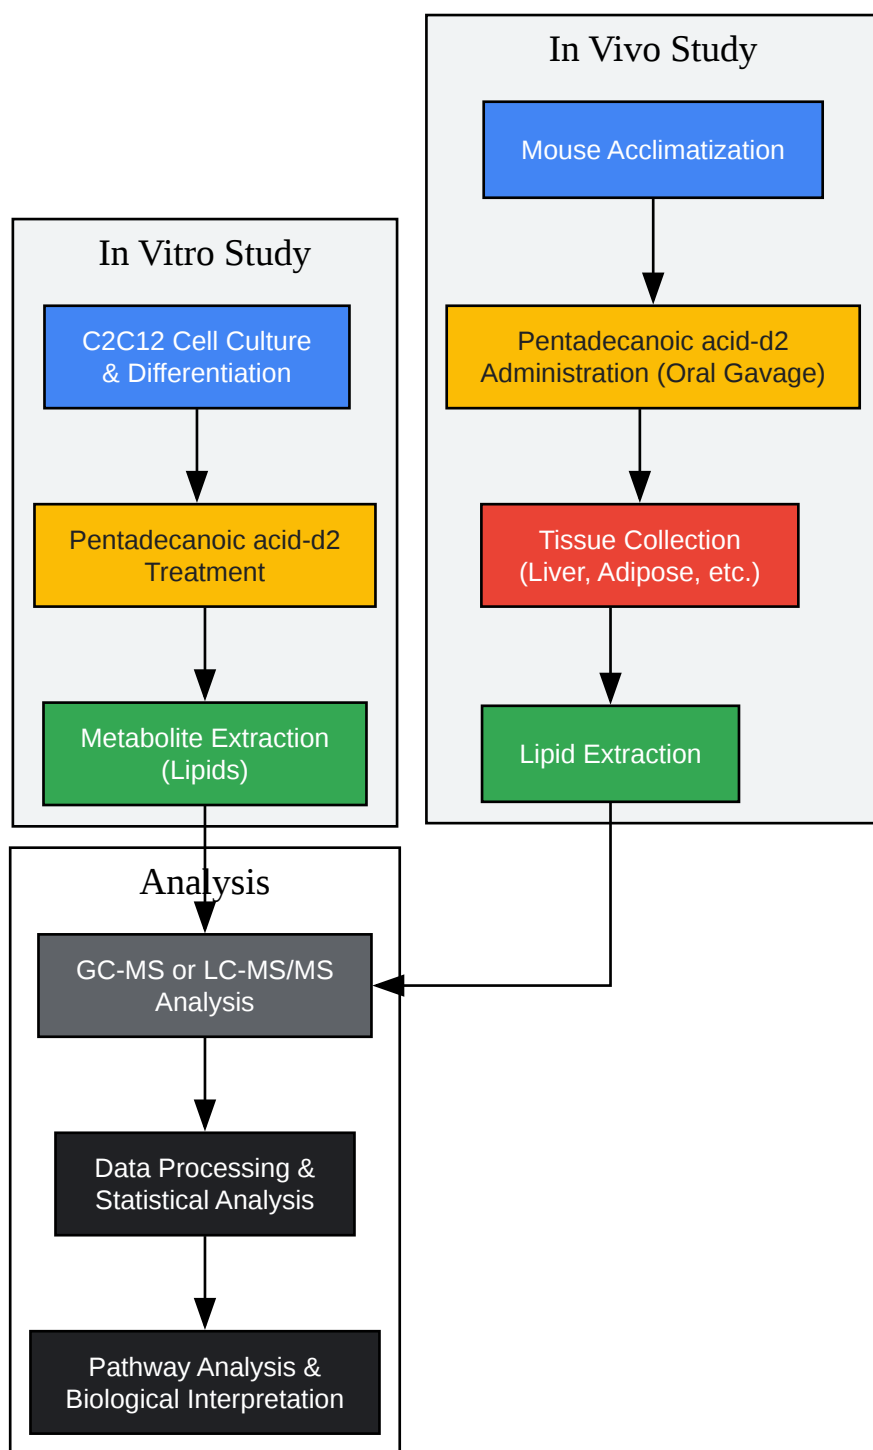 In Vivo Study
Mouse Acclimatization
Pentadecanoic acid-d2
Administration (Oral Gavage)
Tissue Collection
(Liver, Adipose, etc.)
Lipid Extraction
In Vitro Study
C2C12 Cell Culture
& Differentiation
Pentadecanoic acid-d2
Treatment
Metabolite Extraction
(Lipids)
Analysis
GC-MS or LC-MS/MS
Analysis
Data Processing &
Statistical Analysis
Pathway Analysis &
Biological Interpretation